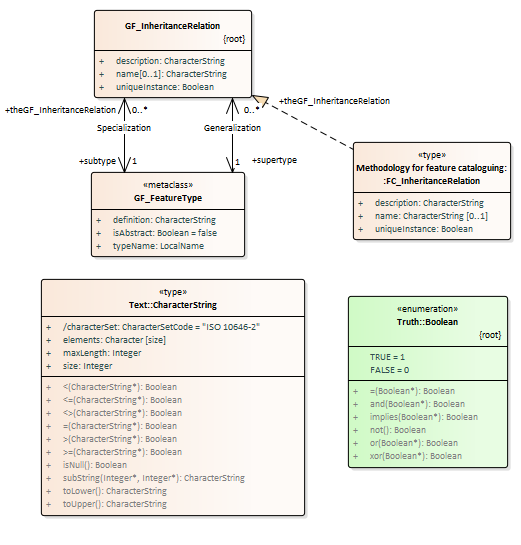 GF_InheritanceRelation
{root}
+ description: CharacterString
+ name[0..1]: CharacterString
+ uniqueInstance: Boolean
+theGF_InheritanceRelation
0..*
0..*
+theGF_InheritanceRelation
Specialization
Generalization
+subtype
1
1
+supertype
«type»
Methodology for feature cataloguing:
:FC_InheritanceRelation
+ description: CharacterString
+ name: CharacterString [0..1]
+ uniqueInstance: Boolean
«metaclass»
GF_FeatureType
+ definition: CharacterString
+ isAbstract: Boolean = false
+ typeName: LocalName
«type»
Text::CharacterString
+ /characterSet: CharacterSetCode = "ISO 10646-2"
+ elements: Character [size]
+ maxLength: Integer
+ size: Integer
+ <(CharacterString*): Boolean
+ <=(CharacterString*): Boolean
+ <>(CharacterString*): Boolean
+ =(CharacterString*): Boolean
+ >(CharacterString*): Boolean
+ >=(CharacterString*): Boolean
+ isNull(): Boolean
+ subString(Integer*, Integer*): CharacterString
+ toLower(): CharacterString
+ toUpper(): CharacterString
«enumeration»
Truth::Boolean
{root}
TRUE = 1
FALSE = 0
+ =(Boolean*): Boolean
+ and(Boolean*): Boolean
+ implies(Boolean*): Boolean
+ not(): Boolean
+ or(Boolean*): Boolean
+ xor(Boolean*): Boolean